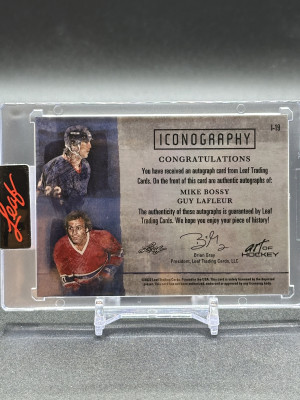 I-19
ICONOGRAPHY
CONGRATULATIONS
You have received an autograph card from Leaf Trading
Cards. On the front of this card are authentic autographs of:
MIKE BOSSY
GUY LAFLEUR
The authenticity of these autographs is guaranteed by Leaf
Trading Cards. We hope you enjoy your piece of history!
Brian Gray
President, Leaf Trading Cards, LLC
art OF
HOCKEY
Leaf
22